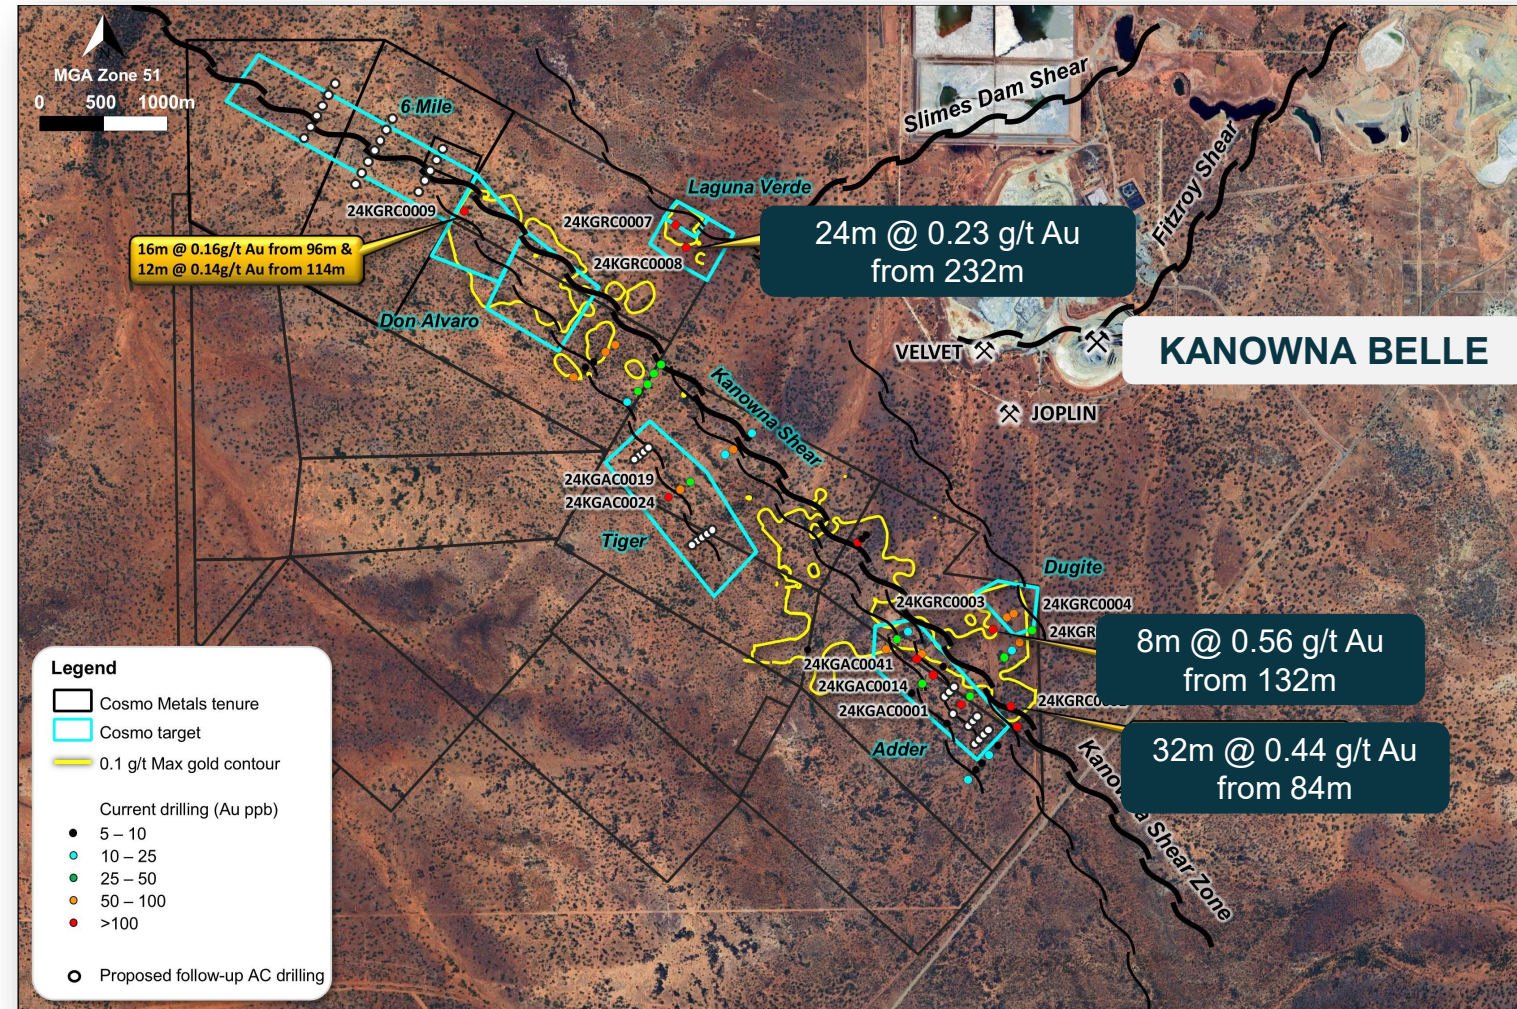 MGA Zone 51
0 500 1000m
6 Mile
Slimes Dam Shear
Fitzroy Shear
Laguna Verde
24KGRC0009
24KGRC0007
24KGRC0008
16m @ 0.16g/t Au from 96m &
12m @ 0.14g/t Au from 114m
24m @ 0.23 g/t Au
from 232m
Don Alvaro
VELVET
KANOWNA BELLE
JOPLIN
Kanowna Shear
24KGAC0019
24KGAC0024
Tiger
Dugite
24KGRC0003
24KGRC0004
24KGR
8m @ 0.56 g/t Au
from 132m
24KGAC0041
24KGAC0014
24KGAC0001
Adder
32m @ 0.44 g/t Au
from 84m
Shear Zone
Legend
Cosmo Metals tenure
Cosmo target
0.1 g/t Max gold contour
Current drilling (Au ppb)
5 – 10
10 – 25
25 – 50
50 – 100
>100
Proposed follow-up AC drilling